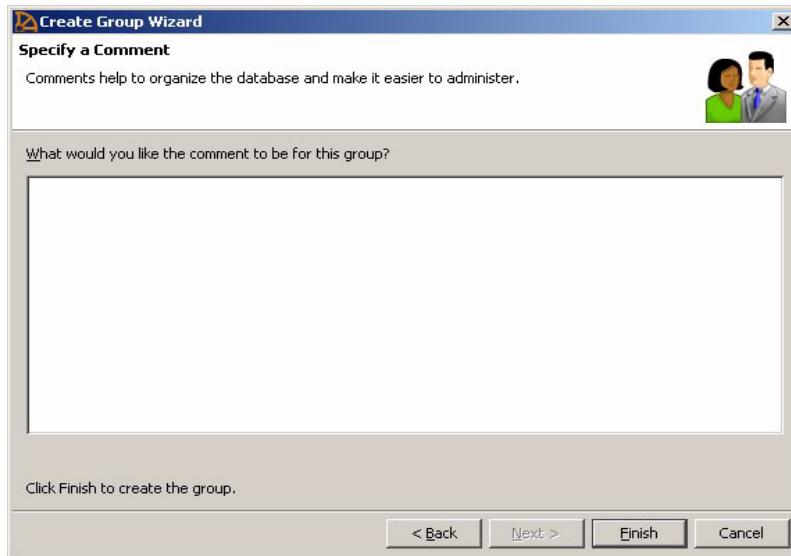 Create Group Wizard
Specify a Comment
Comments help to organize the database and make it easier to administer.
What would you like the comment to be for this group?
Click Finish to create the group.
< Back Next > Finish Cancel